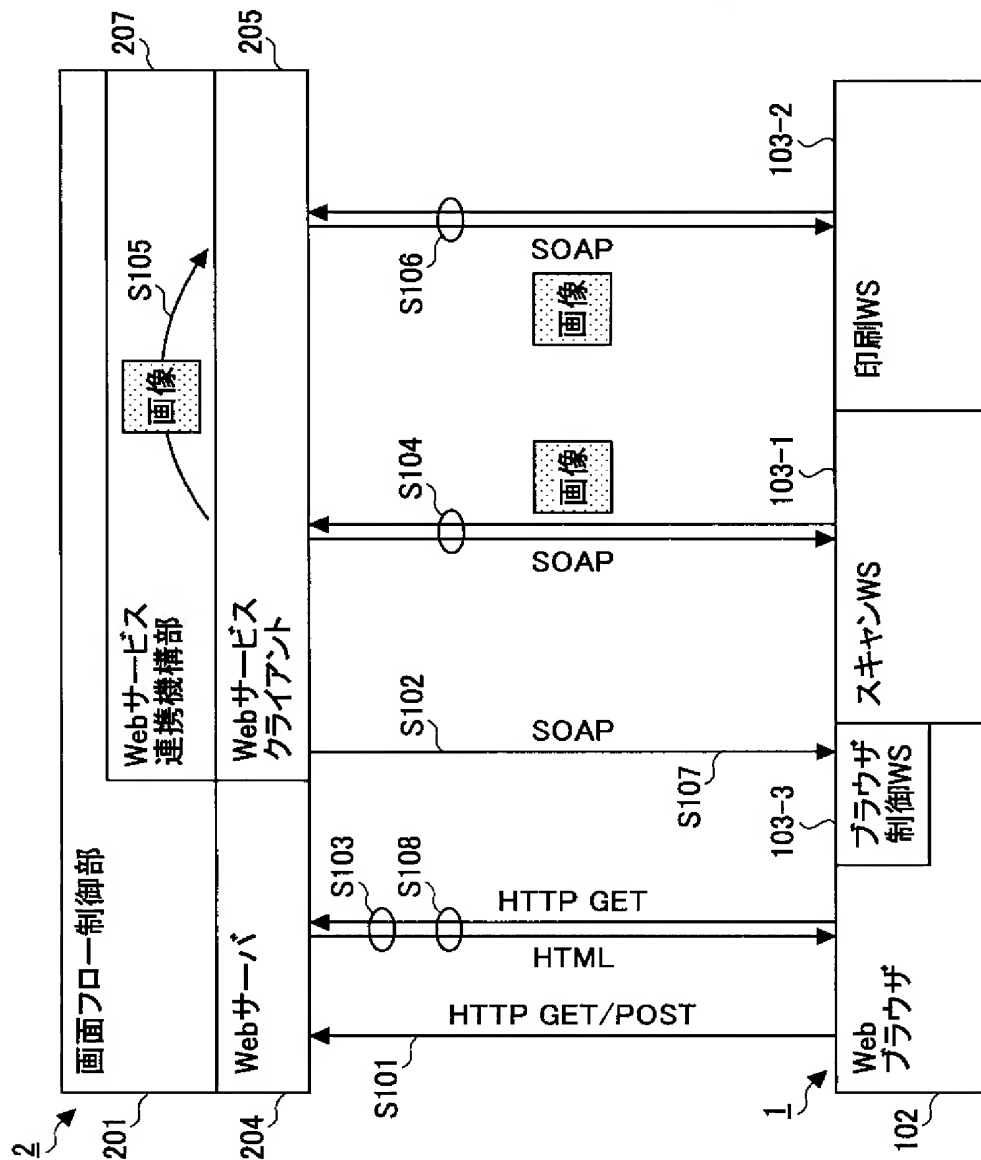 2
201
画面フロー制御部
207
Webサービス
連携機構部
画像
S105
204
Webサーバ
205
Webサービス
クライアント
S101
HTTP GET/POST
S103
S108
HTML
HTTP GET
S102
SOAP
S107
S104
SOAP
画像
S106
SOAP
画像
1
102
Web
ブラウザ
103-3
ブラウザ
制御WS
103-1
スキャンWS
103-2
印刷WS